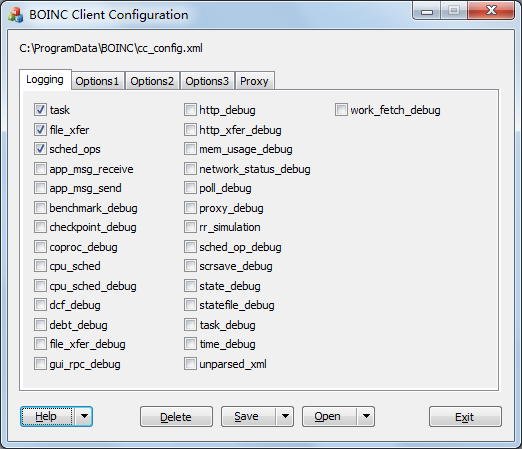 BOINC Client Configuration
C:\ProgramData\BOINC\cc_config.xml
Logging Options1 Options2 Options3 Proxy
task http_debug work_fetch_debug
file_xfer http_xfer_debug
sched_ops mem_usage_debug
app_msg_receive network_status_debug
app_msg_send poll_debug
benchmark_debug proxy_debug
checkpoint_debug rr_simulation
coproc_debug sched_op_debug
cpu_sched scrsave_debug
cpu_sched_debug state_debug
dcf_debug statefile_debug
debt_debug task_debug
file_xfer_debug time_debug
gui_rpc_debug unparsed_xml
Help Delete Save Open Exit